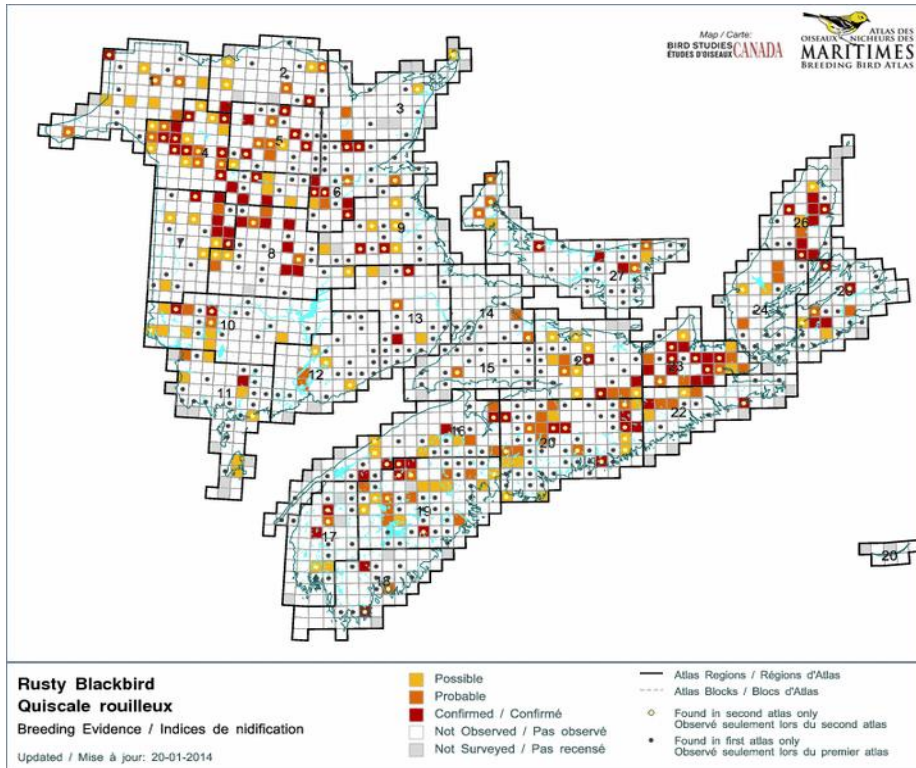 Map / Carte:
BIRD STUDIES
ÉTUDES D'OISEAUX CANADA
ATLAS DES
OISEAUX NICHEURS DES
MARITIMES
BREEDING BIRD ATLAS
1
2
3
4
5
6
7
8
9
10
11
12
13
14
15
16
17
18
19
20
21
22
23
24
25
26
27
20
Rusty Blackbird
Quiscale rouilleux
Breeding Evidence / Indices de nidification
Updated / Mise à jour: 20-01-2014
Possible
Probable
Confirmed / Confirmé
Not Observed / Pas observé
Not Surveyed / Pas recensé
Atlas Regions / Régions d'Atlas
Atlas Blocks / Blocs d'Atlas
Found in second atlas only
Observé seulement lors du second atlas
Found in first atlas only
Observé seulement lors du premier atlas